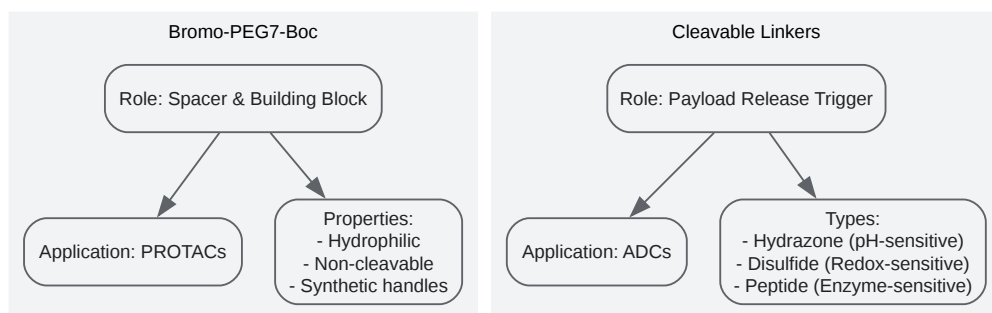 Bromo-PEG7-Boc
Role: Spacer & Building Block
Application: PROTACs
Properties:
- Hydrophilic
- Non-cleavable
- Synthetic handles
Cleavable Linkers
Role: Payload Release Trigger
Application: ADCs
Types:
- Hydrazone (pH-sensitive)
- Disulfide (Redox-sensitive)
- Peptide (Enzyme-sensitive)